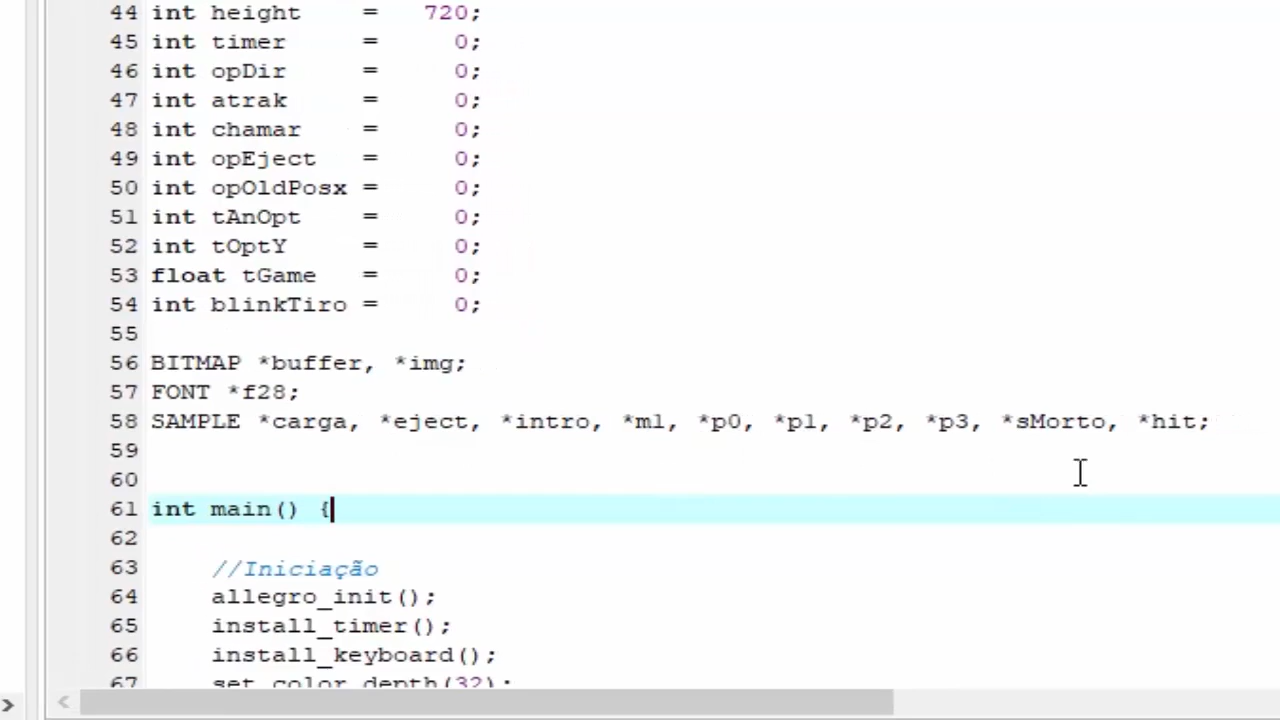 44 int height    =   720;
45 int timer     =     0;
46 int opDir     =     0;
47 int atrak     =     0;
48 int chamar    =     0;
49 int opEject   =     0;
50 int opOldPosx =     0;
51 int tAnOpt    =     0;
52 int tOptY     =     0;
53 float tGame   =     0;
54 int blinkTiro =     0;
55
56 BITMAP *buffer, *img;
57 FONT *f28;
58 SAMPLE *carga, *eject, *intro, *m1, *p0, *p1, *p2, *p3, *sMorto, *hit;
59
60
61 int main() {
62
63     //Iniciação
64     allegro_init();
65     install_timer();
66     install_keyboard();
67     set_color_depth(32);